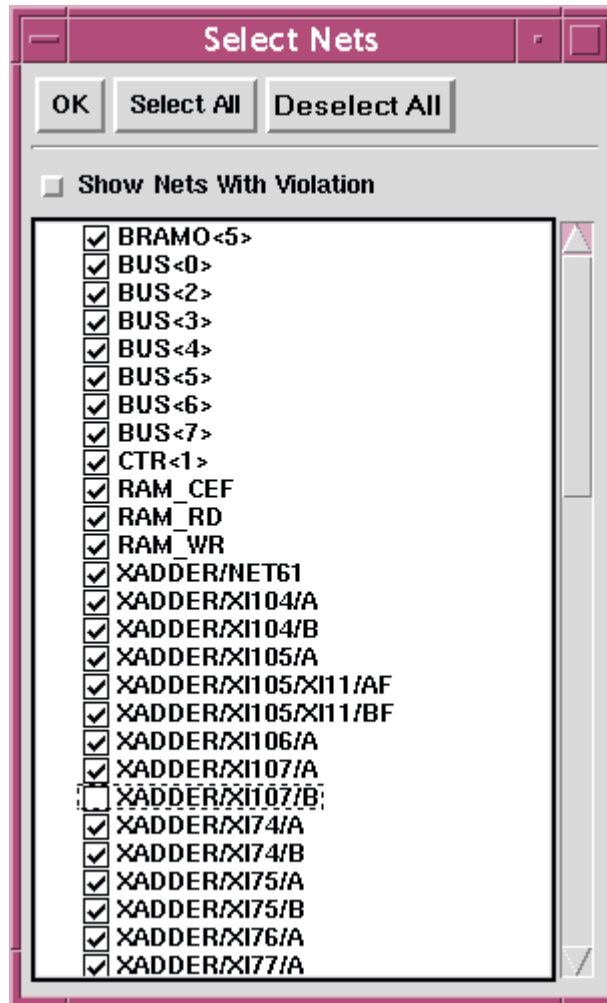 Select Nets
OK Select All Deselect All
Show Nets With Violation
BRAMO<5>
BUS<0>
BUS<2>
BUS<3>
BUS<4>
BUS<5>
BUS<6>
BUS<7>
CTR<1>
RAM_CEF
RAM_RD
RAM_WR
XADDER/NET61
XADDER/XI104/A
XADDER/XI104/B
XADDER/XI105/A
XADDER/XI105/XI11/AF
XADDER/XI105/XI11/BF
XADDER/XI106/A
XADDER/XI107/A
XADDER/XI107/B
XADDER/XI74/A
XADDER/XI74/B
XADDER/XI75/A
XADDER/XI75/B
XADDER/XI76/A
XADDER/XI77/A